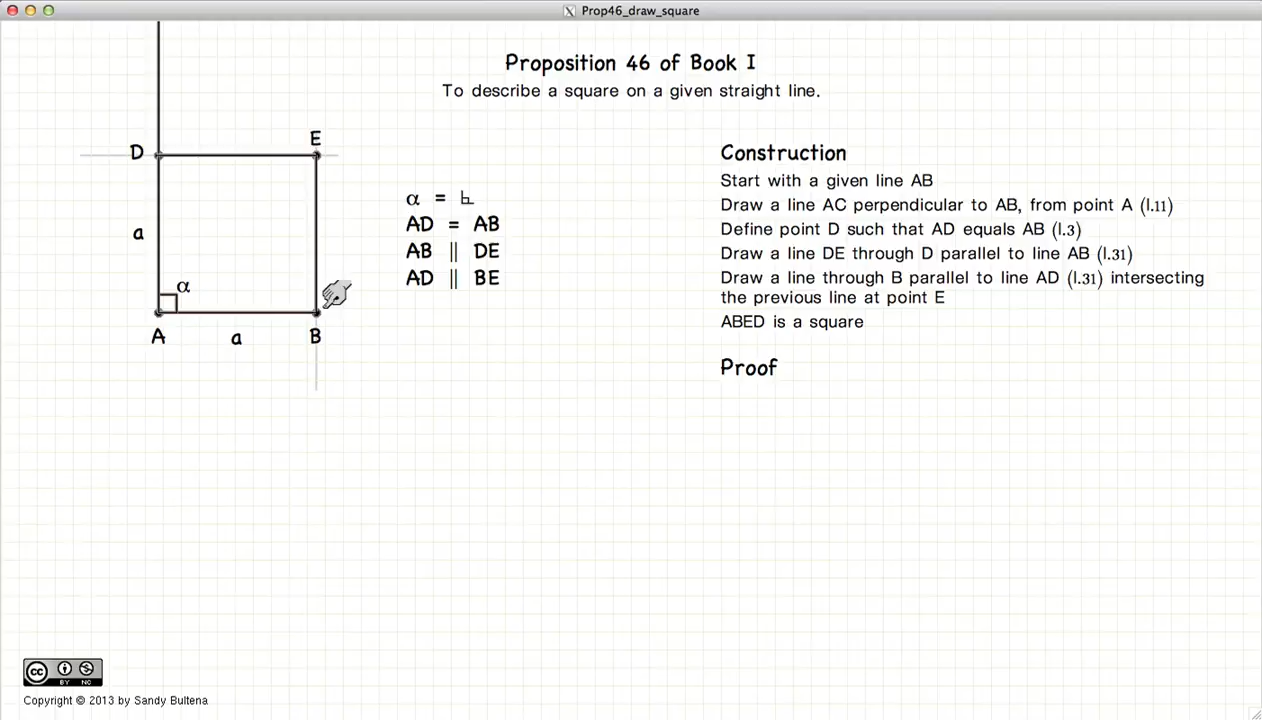 Prop46_draw_square
Proposition 46 of Book I
To describe a square on a given straight line.
D
E
a
α
A
a
B
α = ⊾
AD = AB
AB || DE
AD || BE
Construction
Start with a given line AB
Draw a line AC perpendicular to AB, from point A (I.11)
Define point D such that AD equals AB (I.3)
Draw a line DE through D parallel to line AB (I.31)
Draw a line through B parallel to line AD (I.31) intersecting
the previous line at point E
ABED is a square
Proof
cc
BY NC
Copyright © 2013 by Sandy Bultena